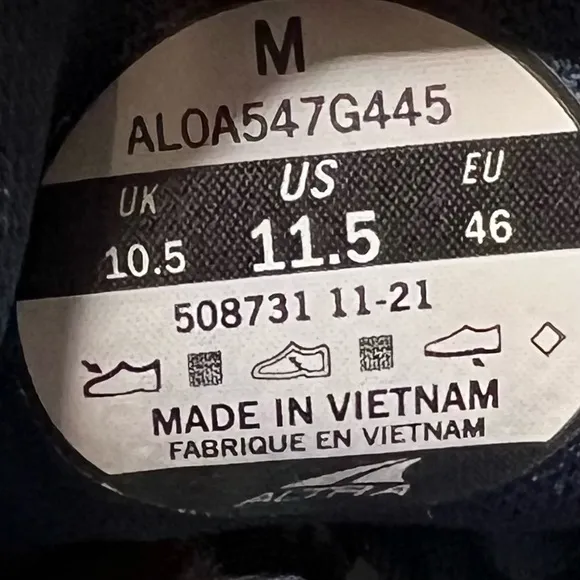 M
ALOA547G445
UK US EU
10.5 11.5 46
508731 11-21
MADE IN VIETNAM
FABRIQUE EN VIETNAM
ALTRA